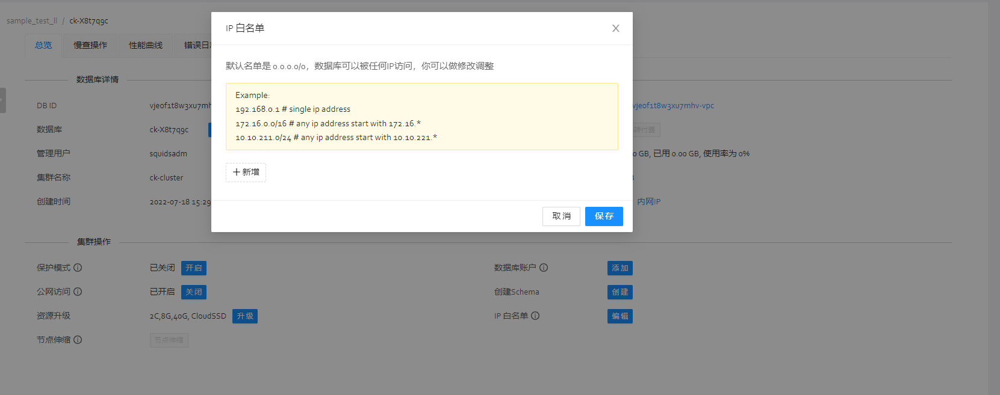 sample_test_ll / ck-X8t7q9c
总览 慢查操作 性能曲线 错误日
IP 白名单
默认名单是 0.0.0.0/0，数据库可以被任何IP访问，你可以做修改调整
Example:
192.168.0.1 # single ip address
172.16.0.0/16 # any ip address start with 172.16.*
10.10.211.0/24 # any ip address start with 10.10.221.*
新增
取消 保存
数据库详情
DB ID vjeof1t8w3xu7mh vjeof1t8w3xu7mhv-vpc
数据库 ck-X8t7q9c 转付费
管理用户 squidsadm 0 GB, 已用 0.00 GB, 使用率为 0%
集群名称 ck-cluster
创建时间 2022-07-18 15:29 内网IP
集群操作
保护模式 已关闭 开启 数据库账户 添加
公网访问 已开启 关闭 创建Schema 创建
资源升级 2C,8G,40G, CloudSSD 升级 IP 白名单 编辑
节点伸缩 节点伸缩